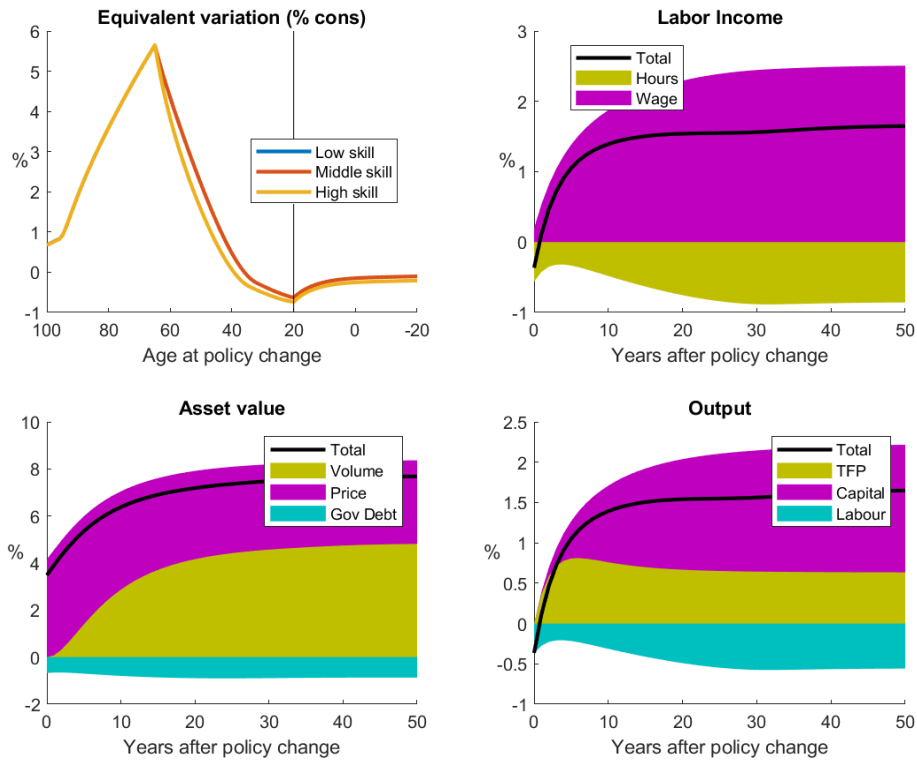 Equivalent variation (% cons)
6
5
4
3
2
1
0
-1
%
Low skill
Middle skill
High skill
100
80
60
40
20
0
-20
Age at policy change
Labor Income
3
2
1
0
-1
%
Total
Hours
Wage
0
10
20
30
40
50
Years after policy change
Asset value
10
8
6
4
2
0
-2
%
Total
Volume
Price
Gov Debt
0
10
20
30
40
50
Years after policy change
Output
2.5
2
1.5
1
0.5
0
-0.5
-1
%
Total
TFP
Capital
Labour
0
10
20
30
40
50
Years after policy change